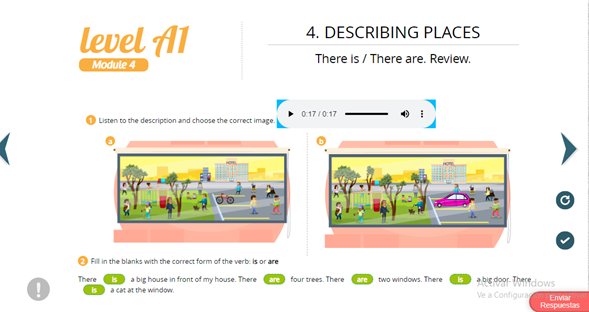 level A1
Module 4
4. DESCRIBING PLACES
There is / There are. Review.
1 Listen to the description and choose the correct image.
0:17 / 0:17
a
b
HOTEL
HOTEL
2 Fill in the blanks with the correct form of the verb: is or are
There is a big house in front of my house. There are four trees. There are two windows. There is a big door. There
is a cat at the window.
Activar Windows
Ve a Configura
Enviar
Respuestas